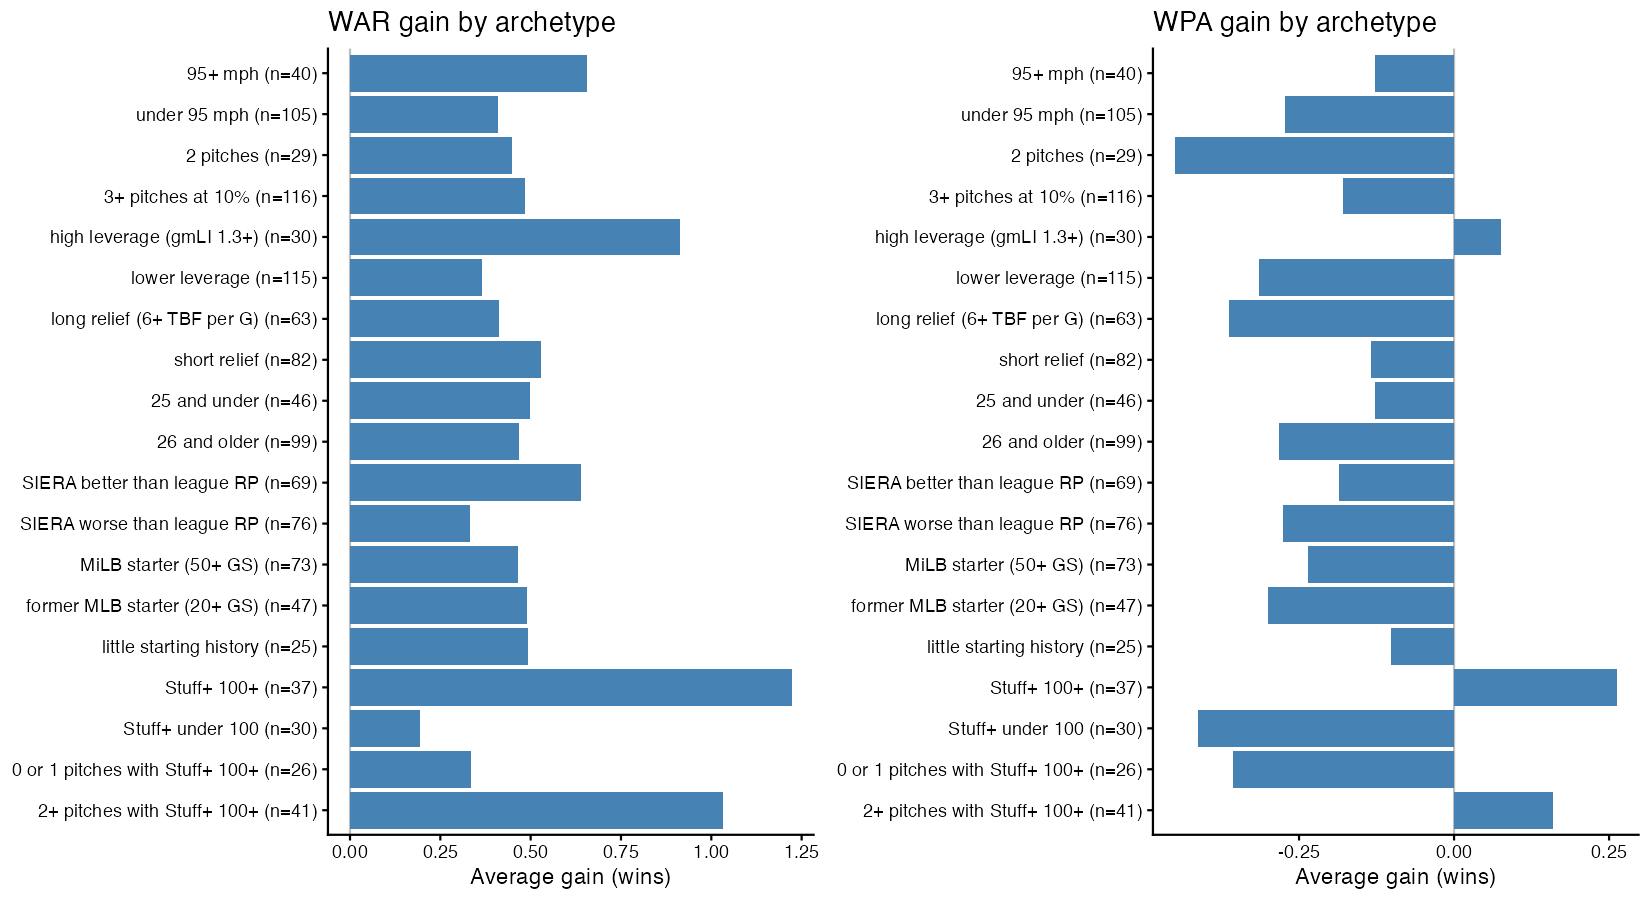 WAR gain by archetype
95+ mph (n=40)
under 95 mph (n=105)
2 pitches (n=29)
3+ pitches at 10% (n=116)
high leverage (gmLI 1.3+) (n=30)
lower leverage (n=115)
long relief (6+ TBF per G) (n=63)
short relief (n=82)
25 and under (n=46)
26 and older (n=99)
SIERA better than league RP (n=69)
SIERA worse than league RP (n=76)
MiLB starter (50+ GS) (n=73)
former MLB starter (20+ GS) (n=47)
little starting history (n=25)
Stuff+ 100+ (n=37)
Stuff+ under 100 (n=30)
0 or 1 pitches with Stuff+ 100+ (n=26)
2+ pitches with Stuff+ 100+ (n=41)
0.00 0.25 0.50 0.75 1.00 1.25
Average gain (wins)
WPA gain by archetype
95+ mph (n=40)
under 95 mph (n=105)
2 pitches (n=29)
3+ pitches at 10% (n=116)
high leverage (gmLI 1.3+) (n=30)
lower leverage (n=115)
long relief (6+ TBF per G) (n=63)
short relief (n=82)
25 and under (n=46)
26 and older (n=99)
SIERA better than league RP (n=69)
SIERA worse than league RP (n=76)
MiLB starter (50+ GS) (n=73)
former MLB starter (20+ GS) (n=47)
little starting history (n=25)
Stuff+ 100+ (n=37)
Stuff+ under 100 (n=30)
0 or 1 pitches with Stuff+ 100+ (n=26)
2+ pitches with Stuff+ 100+ (n=41)
-0.25 0.00 0.25
Average gain (wins)